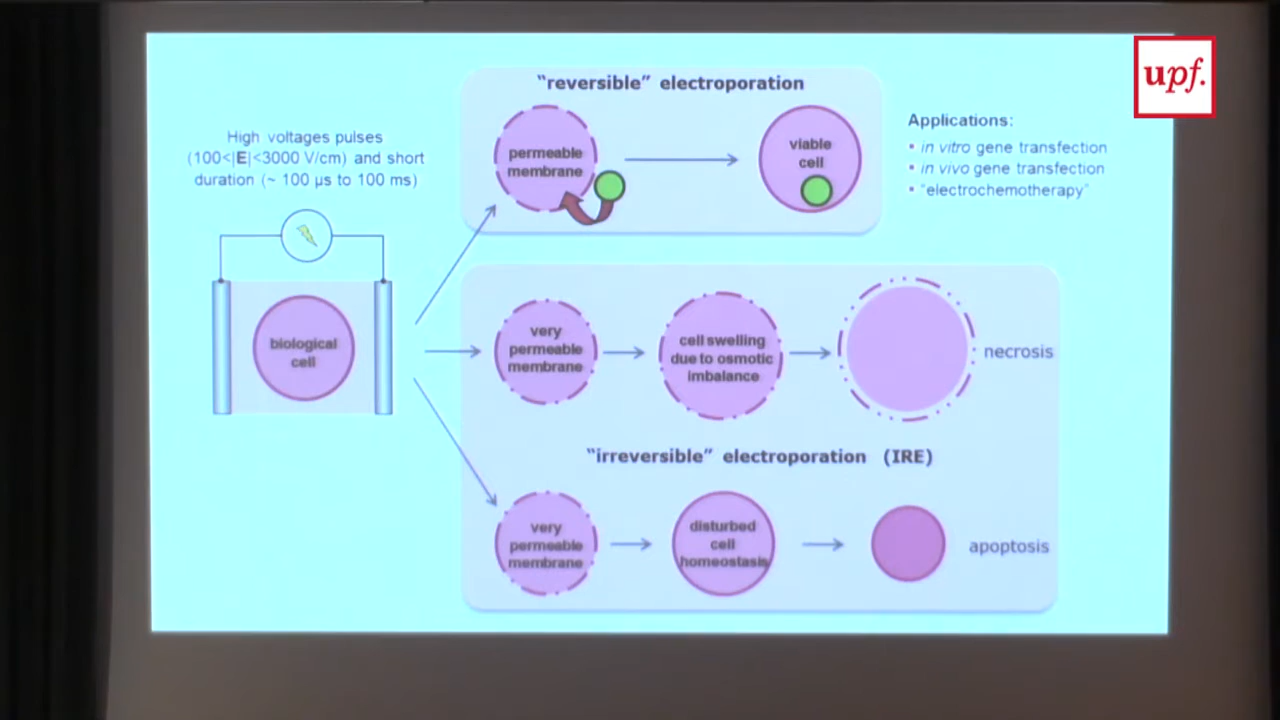 upf.
"reversible" electroporation
High voltages pulses
(100<|E|<3000 V/cm) and short
duration (~ 100 µs to 100 ms)
permeable
membrane
viable
cell
Applications:
• in vitro gene transfection
• in vivo gene transfection
• "electrochemotherapy"
biological
cell
very
permeable
membrane
cell swelling
due to osmotic
imbalance
necrosis
"irreversible" electroporation (IRE)
very
permeable
membrane
disturbed
cell
homeostasis
apoptosis